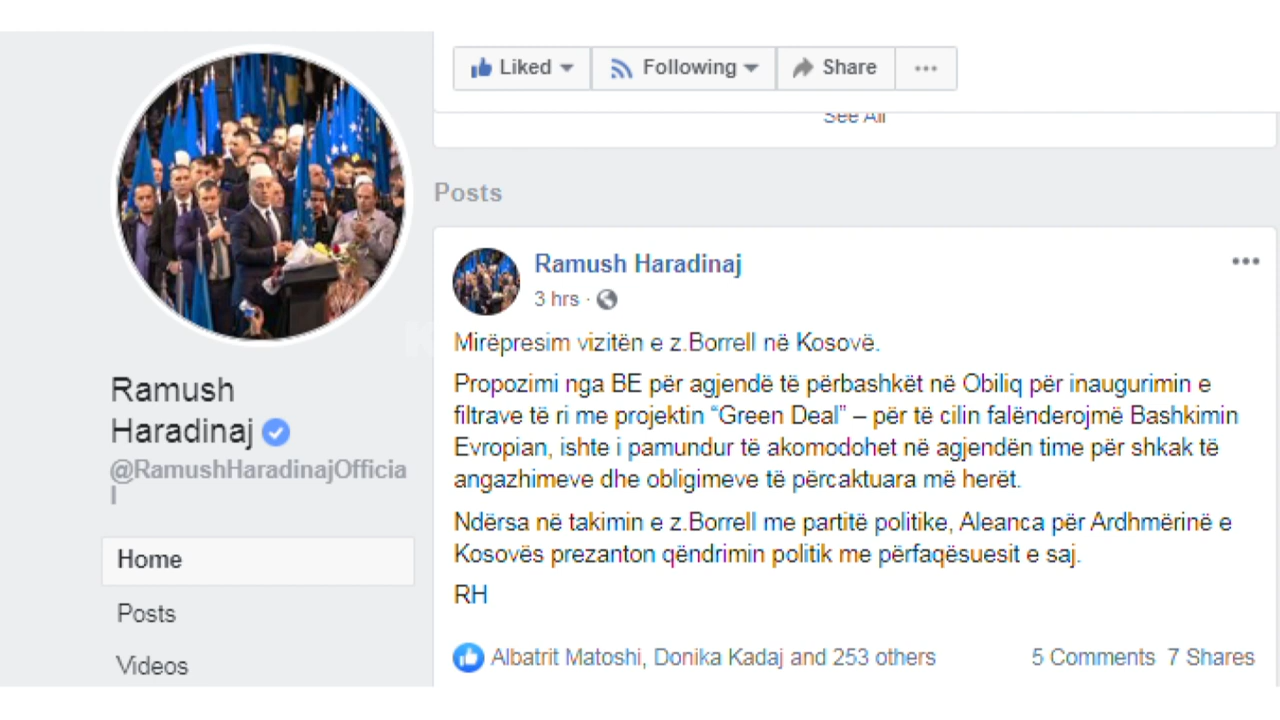 Liked
Following
Share
See All
Posts
Ramush Haradinaj
3 hrs
Mirëpresim vizitën e z.Borrell në Kosovë.
Propozimi nga BE për agjendë të përbashkët në Obiliq për inaugurimin e
filtrave të ri me projektin “Green Deal” – për të cilin falënderojmë Bashkimin
Evropian, ishte i pamundur të akomodohet në agjendën time për shkak të
angazhimeve dhe obligimeve të përcaktuara më herët.
Ndërsa në takimin e z.Borrell me partitë politike, Aleanca për Ardhmërinë e
Kosovës prezanton qëndrimin politik me përfaqësuesit e saj.
RH
Albatrit Matoshi, Donika Kadaj and 253 others
5 Comments 7 Shares
Ramush
Haradinaj
@RamushHaradinajOfficia
l
Home
Posts
Videos